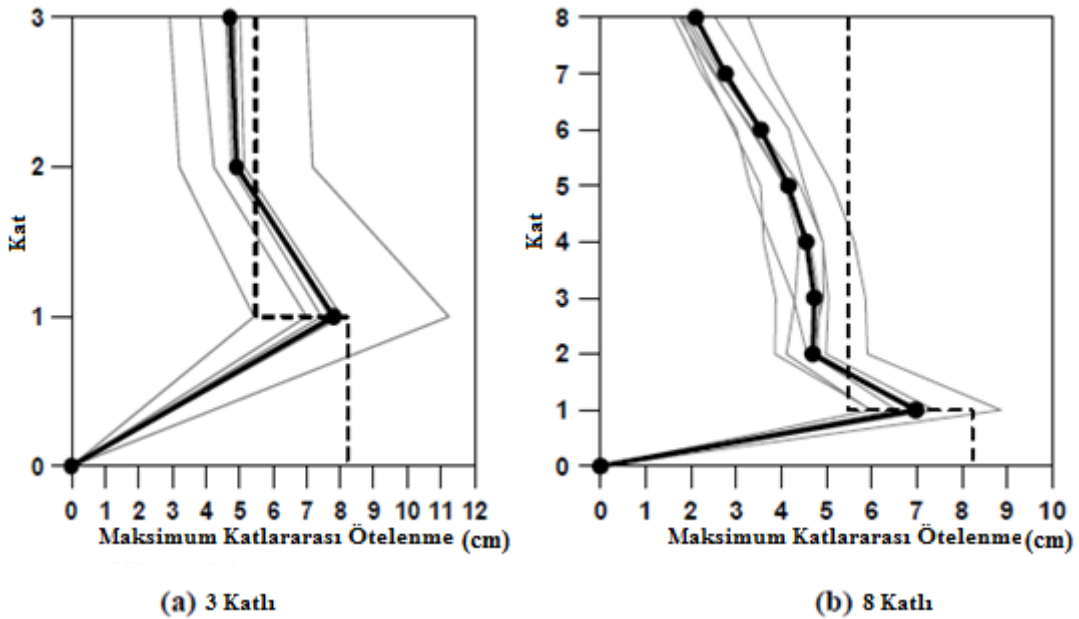 3
2
1
0
Kat
0 1 2 3 4 5 6 7 8 9 10 11 12
Maksimum Katlararası Ötelenme (cm)
(a) 3 Katlı
8
7
6
5
4
3
2
1
0
Kat
0 1 2 3 4 5 6 7 8 9 10
Maksimum Katlararası Ötelenme (cm)
(b) 8 Katlı